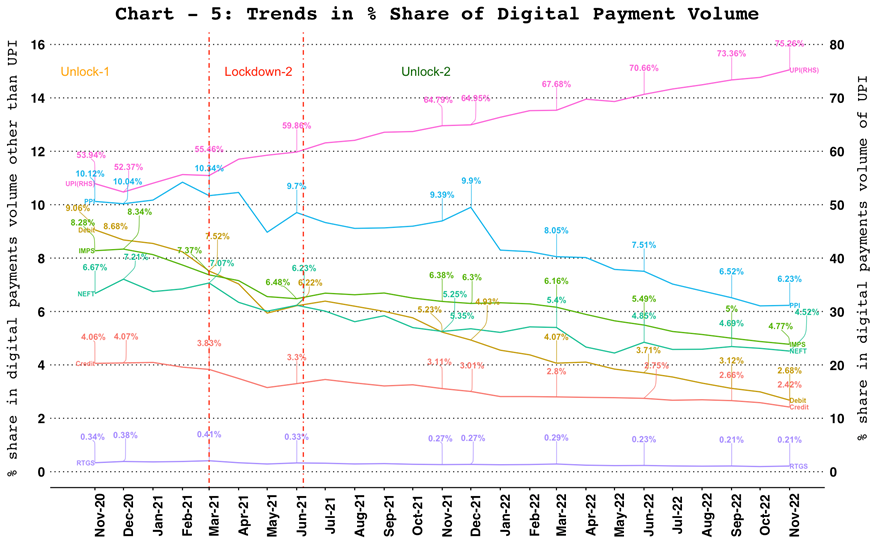 Chart - 5: Trends in % Share of Digital Payment Volume
% share in digital payments volume other than UPI
% share in digital payments volume of UPI
16
14
12
10
8
6
4
2
0
80
70
60
50
40
30
20
10
0
Unlock-1
Lockdown-2
Unlock-2
UPI(RHS)
53.94%
52.37%
55.46%
59.86%
64.79%
64.95%
67.68%
70.66%
73.36%
75.26%
UPI(RHS)
PPI
10.12%
10.04%
10.34%
9.7%
9.39%
9.9%
8.05%
7.51%
6.52%
6.23%
PPI
Debit
9.06%
8.68%
7.52%
6.22%
5.23%
4.93%
4.07%
3.71%
3.12%
2.68%
Debit
IMPS
8.28%
8.34%
7.37%
6.48%
6.38%
6.3%
6.16%
5.49%
5%
4.77%
IMPS
NEFT
6.67%
7.21%
7.07%
6.23%
5.25%
5.35%
5.4%
4.85%
4.69%
4.52%
NEFT
Credit
4.06%
4.07%
3.83%
3.3%
3.11%
3.01%
2.8%
2.75%
2.66%
2.42%
Credit
RTGS
0.34%
0.38%
0.41%
0.33%
0.27%
0.27%
0.29%
0.23%
0.21%
0.21%
RTGS
Nov-20
Dec-20
Jan-21
Feb-21
Mar-21
Apr-21
May-21
Jun-21
Jul-21
Aug-21
Sep-21
Oct-21
Nov-21
Dec-21
Jan-22
Feb-22
Mar-22
Apr-22
May-22
Jun-22
Jul-22
Aug-22
Sep-22
Oct-22
Nov-22